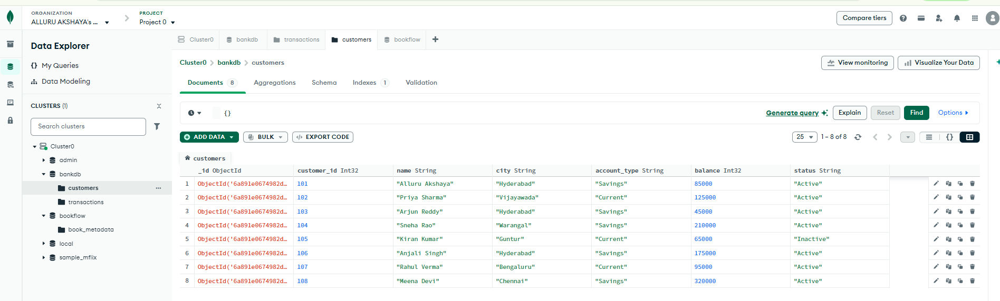 ORGANIZATION
ALLURU AKSHAYA's ...
PROJECT
Project 0
Compare tiers
Data Explorer
My Queries
Data Modeling
CLUSTERS (1)
Search clusters
Cluster0
admin
bankdb
customers
transactions
bookflow
book_metadata
local
sample_mflix
Cluster0 bankdb transactions customers bookflow
Cluster0 > bankdb > customers
View monitoring Visualize Your Data
Documents 8 Aggregations Schema Indexes 1 Validation
{} Generate query Explain Reset Find Options
ADD DATA BULK EXPORT CODE 25 1 – 8 of 8 {}
customers
_id ObjectId customer_id Int32 name String city String account_type String balance Int32 status String
1 ObjectId('6a891e0674982d… 101 "Alluru Akshaya" "Hyderabad" "Savings" 85000 "Active"
2 ObjectId('6a891e0674982d… 102 "Priya Sharma" "Vijayawada" "Current" 125000 "Active"
3 ObjectId('6a891e0674982d… 103 "Arjun Reddy" "Hyderabad" "Savings" 45000 "Active"
4 ObjectId('6a891e0674982d… 104 "Sneha Rao" "Warangal" "Savings" 210000 "Active"
5 ObjectId('6a891e0674982d… 105 "Kiran Kumar" "Guntur" "Current" 65000 "Inactive"
6 ObjectId('6a891e0674982d… 106 "Anjali Singh" "Hyderabad" "Savings" 175000 "Active"
7 ObjectId('6a891e0674982d… 107 "Rahul Verma" "Bengaluru" "Current" 95000 "Active"
8 ObjectId('6a891e0674982d… 108 "Meena Devi" "Chennai" "Savings" 320000 "Active"